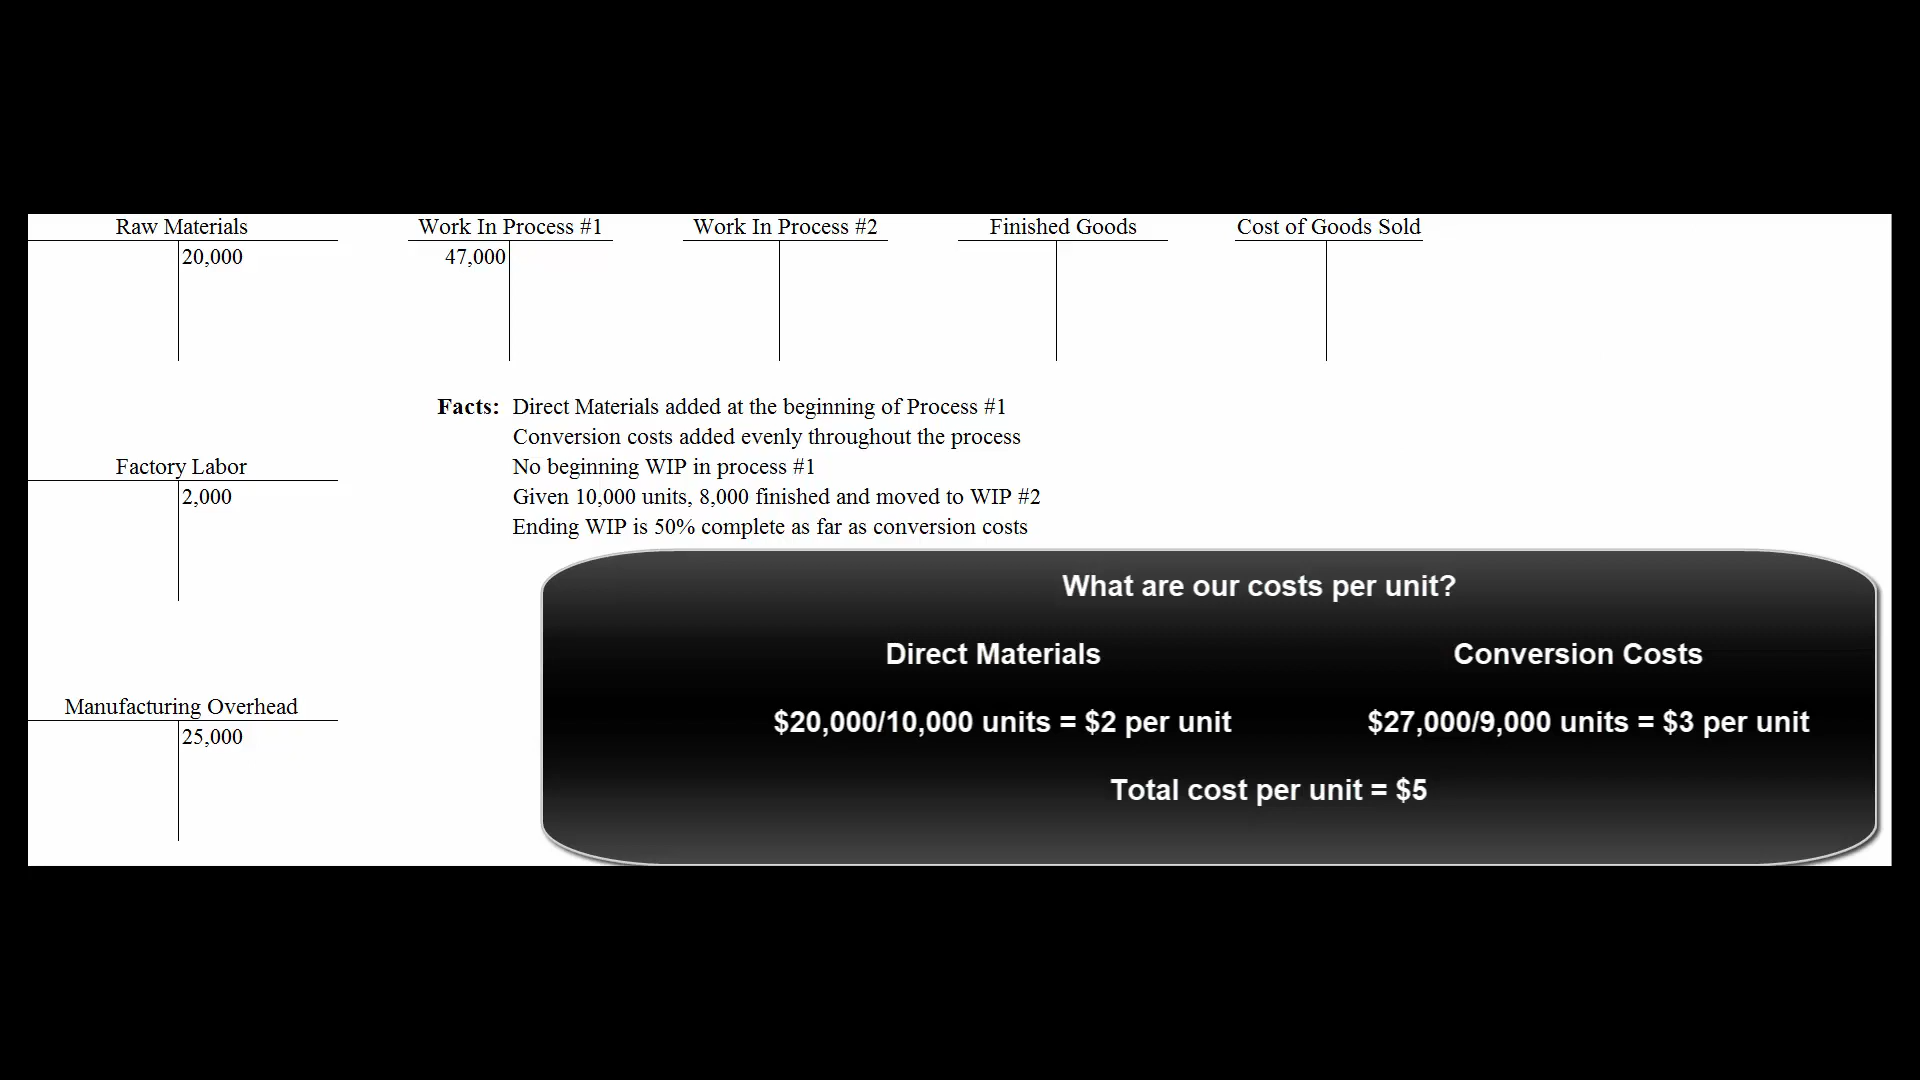 Raw Materials
20,000
Work In Process #1
47,000
Work In Process #2
Finished Goods
Cost of Goods Sold
Facts: Direct Materials added at the beginning of Process #1
Conversion costs added evenly throughout the process
No beginning WIP in process #1
Given 10,000 units, 8,000 finished and moved to WIP #2
Ending WIP is 50% complete as far as conversion costs
Factory Labor
2,000
Manufacturing Overhead
25,000
What are our costs per unit?
Direct Materials
Conversion Costs
$20,000/10,000 units = $2 per unit
$27,000/9,000 units = $3 per unit
Total cost per unit = $5